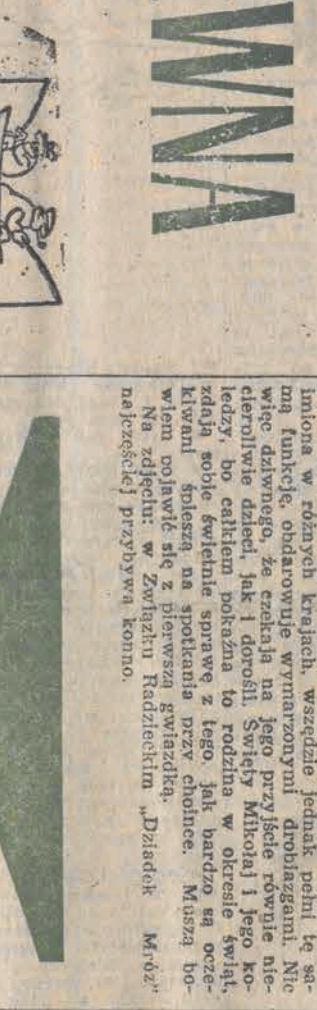 WNA
imiona w różnych krajach, wszędzie jednak pełni tę sa-
mą funkcję, obdarowuje wymarzonymi drobiazgami. Nic
więc dziwnego, że czekają na jego przyjście równie nie-
cierpliwie dzieci, jak i dorośli. Święty Mikołaj i jego ko-
ledzy, bo całkiem pokaźna to rodzina w okresie świąt,
zdają sobie świetnie sprawę z tego, jak bardzo są ocze-
kiwani śpieszą na spotkania przy choince. Muszą bo-
wiem pojawić się z pierwszą gwiazdką.
Na zdjęciu: w Związku Radzieckim „Dziadek Mróz"
najczęściej przybywa konno.